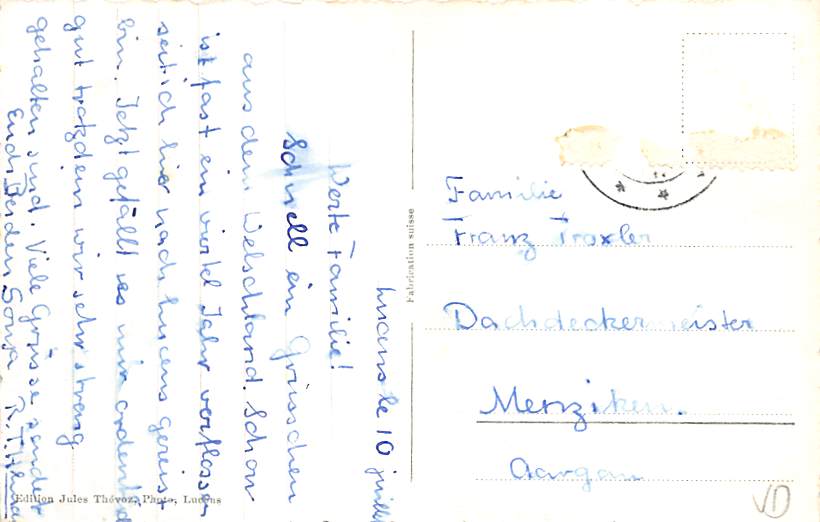 Lucens le 10 juillet
Werte Familie!
Schnell ein Grüsschen
aus dem Welschland. Schon
ist fast ein viertel Jahr verflossen
seit ich hier nach Lucens gereist
bin. Jetzt gefällt es mir ordentlich
gut trotzdem wir sehr streng
gehalten sind. Viele Grüsse sendet
Euch Beiden Sonja
Fabrication suisse
Familie
Franz Troxler
Dachdeckermeister
Menziken.
Aargau
Edition Jules Thévoz, Photo, Lucens
VD